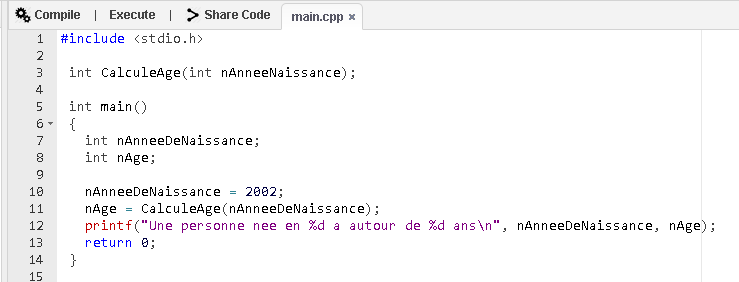 Compile | Execute | Share Code main.cpp ×
1 #include <stdio.h>
2
3 int CalculeAge(int nAnneeNaissance);
4
5 int main()
6 {
7 int nAnneeDeNaissance;
8 int nAge;
9
10 nAnneeDeNaissance = 2002;
11 nAge = CalculeAge(nAnneeDeNaissance);
12 printf("Une personne nee en %d a autour de %d ans\n", nAnneeDeNaissance, nAge);
13 return 0;
14 }
15